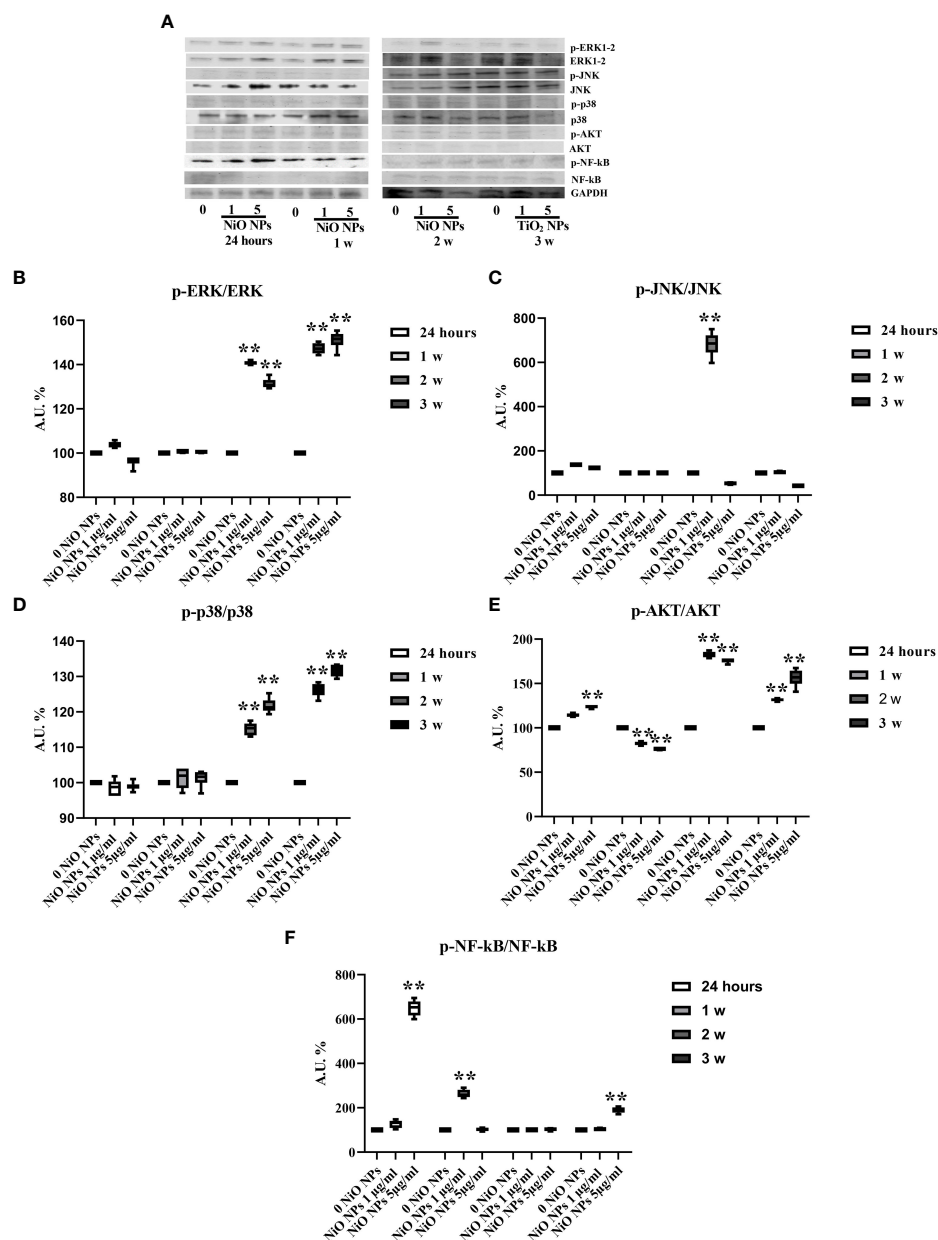 A
p-ERK1-2
ERK1-2
p-JNK
JNK
p-p38
p38
p-AKT
AKT
p-NF-kB
NF-kB
GAPDH
0 1 5 0 1 5 0 1 5 0 1 5
NiO NPs NiO NPs NiO NPs TiO₂ NPs
24 hours 1 w 2 w 3 w
B
p-ERK/ERK
A.U. %
160
140
120
100
80
** ** ** **
0 NiO NPs
NiO NPs 1 µg/ml
NiO NPs 5µg/ml
0 NiO NPs
NiO NPs 1 µg/ml
NiO NPs 5µg/ml
0 NiO NPs
NiO NPs 1 µg/ml
NiO NPs 5µg/ml
0 NiO NPs
NiO NPs 1 µg/ml
NiO NPs 5µg/ml
24 hours
1 w
2 w
3 w
C
p-JNK/JNK
A.U. %
800
600
400
200
0
**
0 NiO NPs
NiO NPs 1 µg/ml
NiO NPs 5µg/ml
0 NiO NPs
NiO NPs 1 µg/ml
NiO NPs 5µg/ml
0 NiO NPs
NiO NPs 1 µg/ml
NiO NPs 5µg/ml
0 NiO NPs
NiO NPs 1 µg/ml
NiO NPs 5µg/ml
24 hours
1 w
2 w
3 w
D
p-p38/p38
A.U. %
140
130
120
110
100
90
** ** ** **
0 NiO NPs
NiO NPs 1 µg/ml
NiO NPs 5µg/ml
0 NiO NPs
NiO NPs 1 µg/ml
NiO NPs 5µg/ml
0 NiO NPs
NiO NPs 1 µg/ml
NiO NPs 5µg/ml
0 NiO NPs
NiO NPs 1 µg/ml
NiO NPs 5µg/ml
24 hours
1 w
2 w
3 w
E
p-AKT/AKT
A.U. %
200
150
100
50
0
** ** ** ** ** ** **
0 NiO NPs
NiO NPs 1 µg/ml
NiO NPs 5µg/ml
0 NiO NPs
NiO NPs 1 µg/ml
NiO NPs 5µg/ml
0 NiO NPs
NiO NPs 1 µg/ml
NiO NPs 5µg/ml
0 NiO NPs
NiO NPs 1 µg/ml
NiO NPs 5µg/ml
24 hours
1 w
2 w
3 w
F
p-NF-kB/NF-kB
A.U. %
800
600
400
200
0
** ** **
0 NiO NPs
NiO NPs 1 µg/ml
NiO NPs 5µg/ml
0 NiO NPs
NiO NPs 1 µg/ml
NiO NPs 5µg/ml
0 NiO NPs
NiO NPs 1 µg/ml
NiO NPs 5µg/ml
0 NiO NPs
NiO NPs 1 µg/ml
NiO NPs 5µg/ml
24 hours
1 w
2 w
3 w